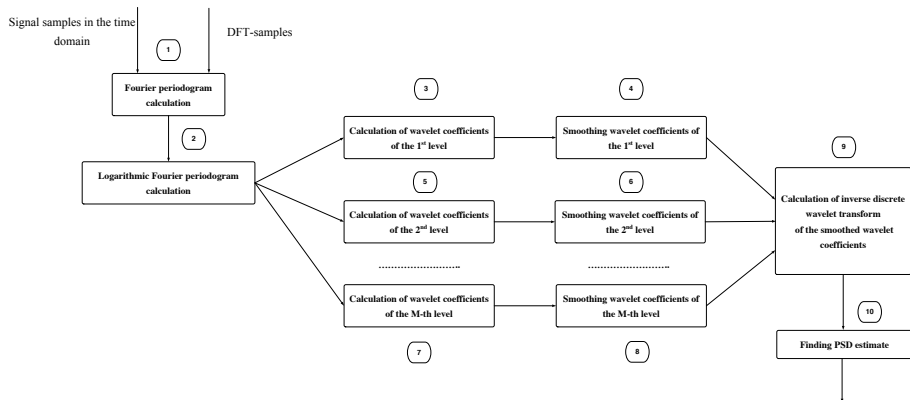 Signal samples in the time
domain
DFT-samples
1
Fourier periodogram
calculation
2
Logarithmic Fourier periodogram
calculation
3
Calculation of wavelet coefficients
of the 1st level
4
Smoothing wavelet coefficients of
the 1st level
5
Calculation of wavelet coefficients
of the 2nd level
6
Smoothing wavelet coefficients of
the 2nd level
............................
............................
Calculation of wavelet coefficients
of the M-th level
7
Smoothing wavelet coefficients of
the M-th level
8
9
Calculation of inverse discrete
wavelet transform
of the smoothed wavelet
coefficients
10
Finding PSD estimate